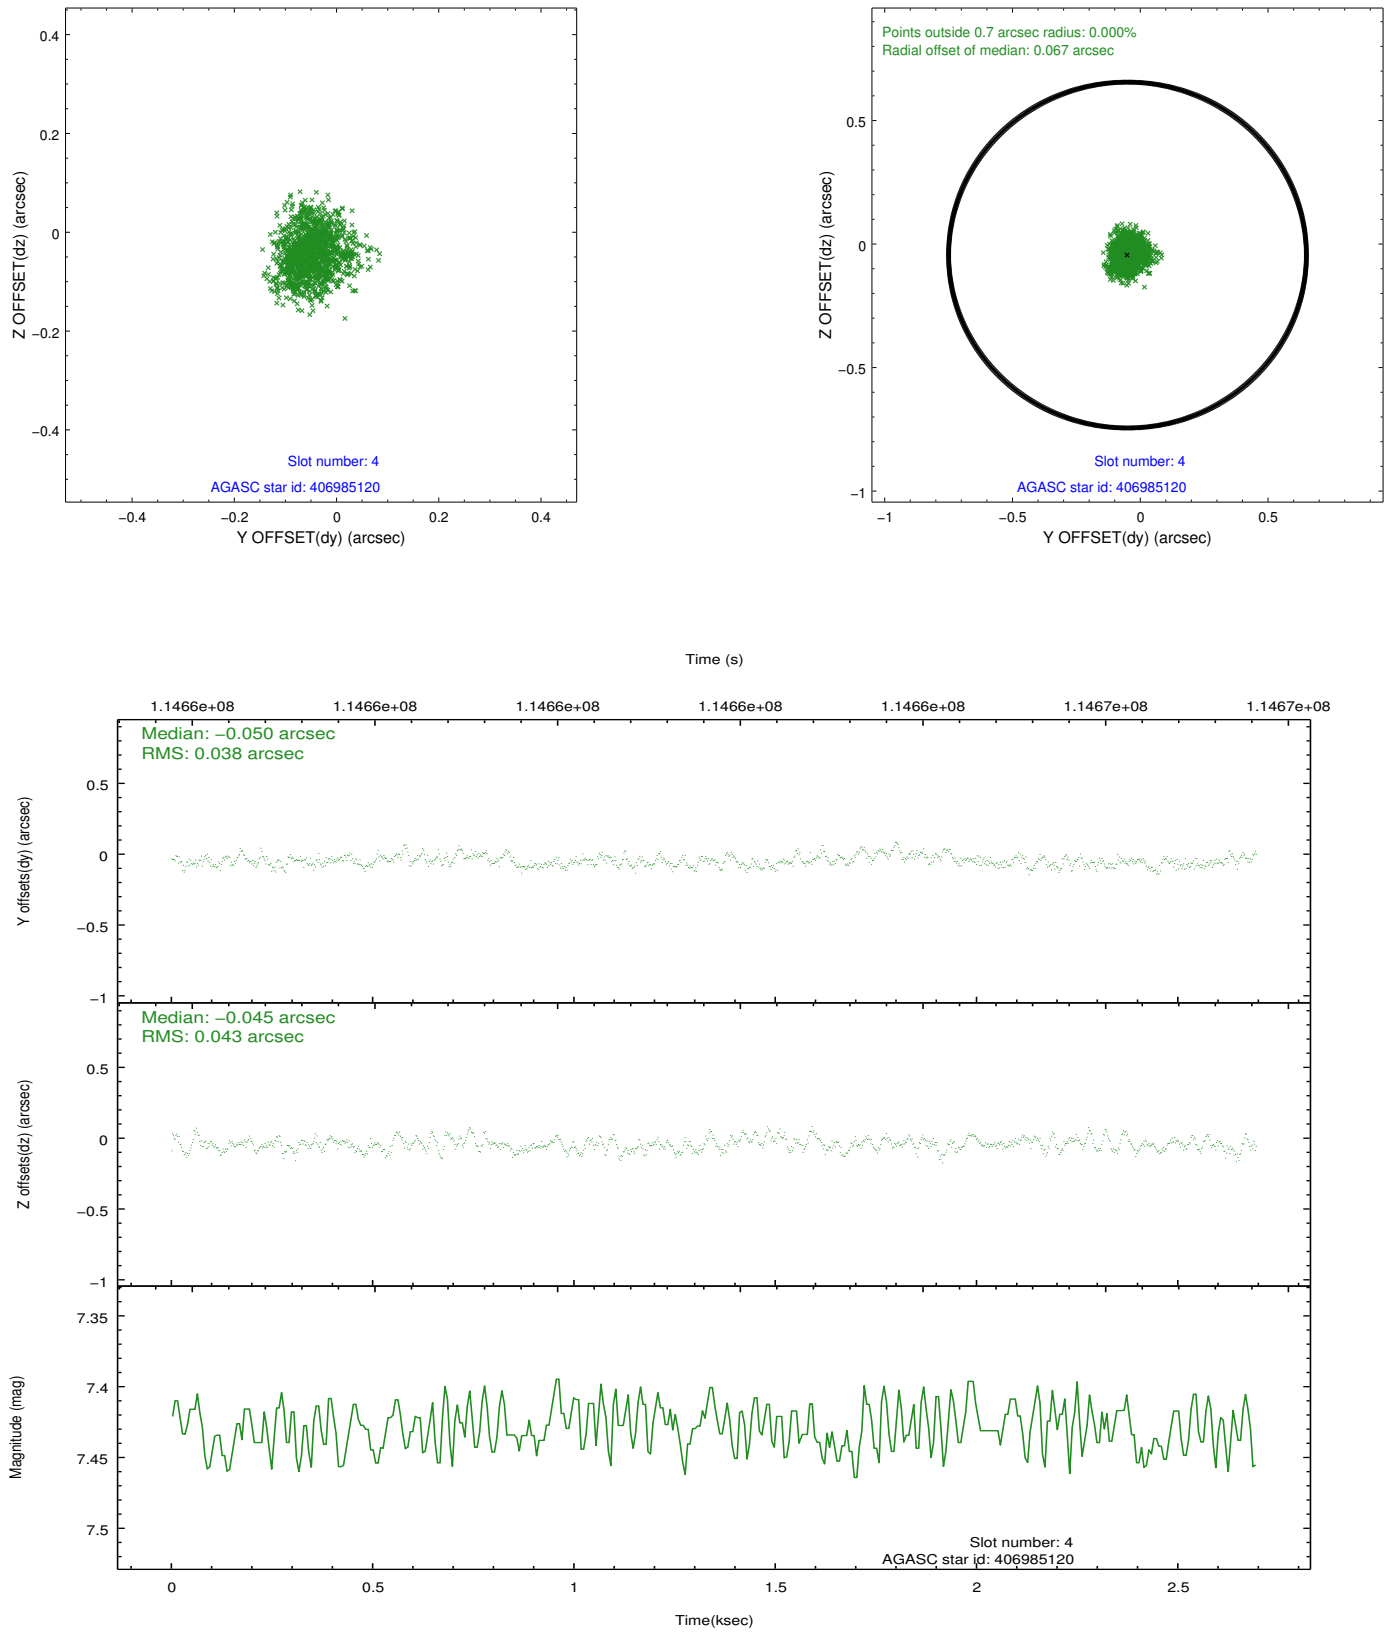 0.4
0.2
0
−0.2
−0.4
Z OFFSET(dz) (arcsec)
Slot number: 4
AGASC star id: 406985120
−0.4
−0.2
0
0.2
0.4
Y OFFSET(dy) (arcsec)
Points outside 0.7 arcsec radius: 0.000%
Radial offset of median: 0.067 arcsec
0.5
0
−0.5
−1
Z OFFSET(dz) (arcsec)
Slot number: 4
AGASC star id: 406985120
−1
−0.5
0
0.5
Y OFFSET(dy) (arcsec)
Time (s)
1.1466e+08 1.1466e+08 1.1466e+08 1.1466e+08 1.1466e+08 1.1467e+08 1.1467e+08
Median: −0.050 arcsec
RMS: 0.038 arcsec
0.5
0
−0.5
−1
Y offsets(dy) (arcsec)
Median: −0.045 arcsec
RMS: 0.043 arcsec
0.5
0
−0.5
−1
Z offsets(dz) (arcsec)
7.35
7.4
7.45
7.5
Magnitude (mag)
Slot number: 4
AGASC star id: 406985120
0 0.5 1 1.5 2 2.5
Time(ksec)